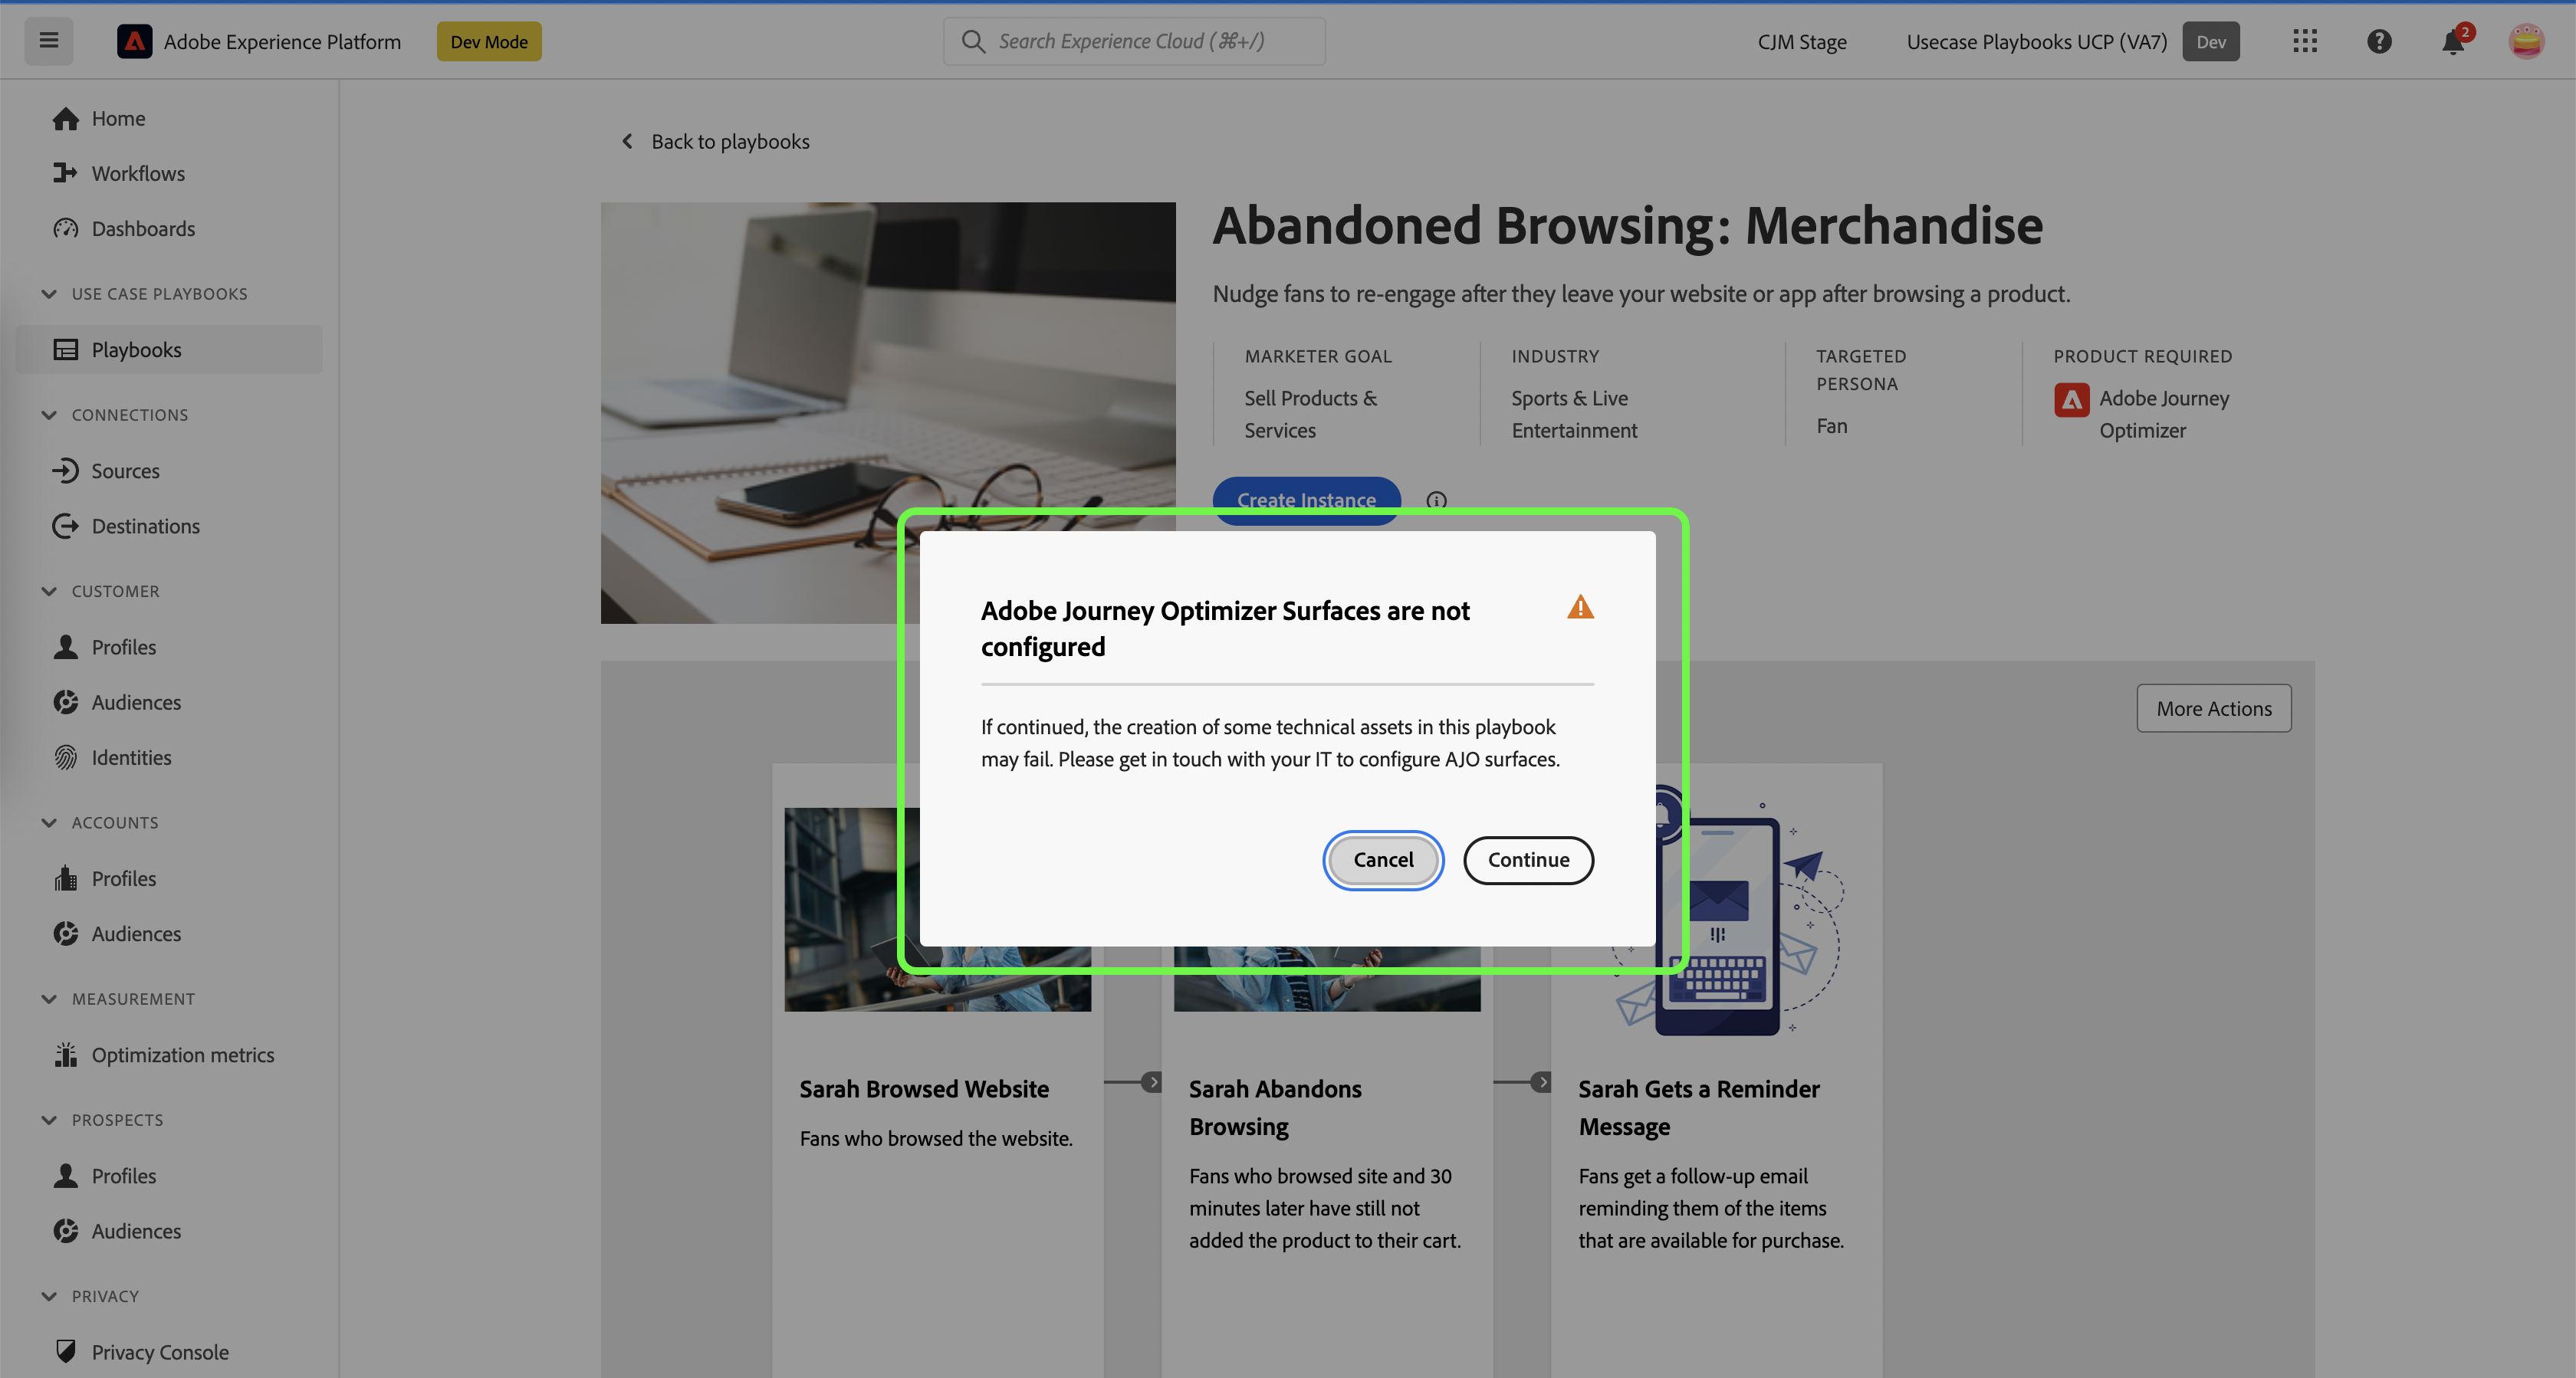 Adobe Experience Platform
Dev Mode
Search Experience Cloud (⌘+/)
CJM Stage
Usecase Playbooks UCP (VA7)
Dev
2
Home
Workflows
Dashboards
USE CASE PLAYBOOKS
Playbooks
CONNECTIONS
Sources
Destinations
CUSTOMER
Profiles
Audiences
Identities
ACCOUNTS
Profiles
Audiences
MEASUREMENT
Optimization metrics
PROSPECTS
Profiles
Audiences
PRIVACY
Privacy Console
Back to playbooks
Abandoned Browsing: Merchandise
Nudge fans to re-engage after they leave your website or app after browsing a product.
MARKETER GOAL
Sell Products &
Services
INDUSTRY
Sports & Live
Entertainment
TARGETED
PERSONA
Fan
PRODUCT REQUIRED
Adobe Journey
Optimizer
Create Instance
Adobe Journey Optimizer Surfaces are not
configured
If continued, the creation of some technical assets in this playbook
may fail. Please get in touch with your IT to configure AJO surfaces.
Cancel
Continue
More Actions
Sarah Browsed Website
Fans who browsed the website.
Sarah Abandons
Browsing
Fans who browsed site and 30
minutes later have still not
added the product to their cart.
Sarah Gets a Reminder
Message
Fans get a follow-up email
reminding them of the items
that are available for purchase.